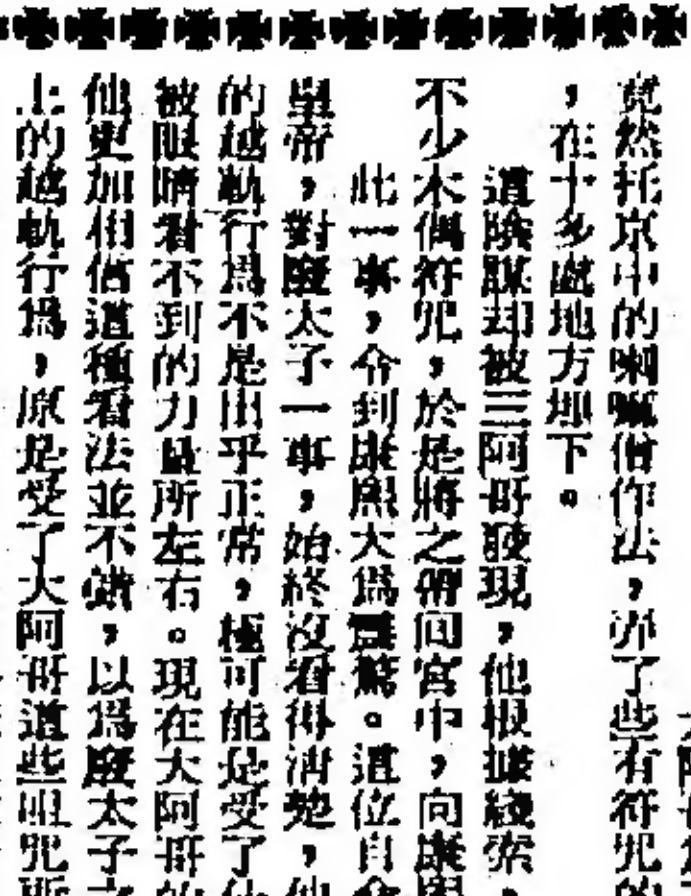 竟然托京中的喇嘛僧作法，弄了些有符咒的
，在十多處地方埋下。
這陰謀却被三阿哥發現，他根據綫索，
不少木偶符咒，於是將之帶回宮中，向康熙
此一事，令到康熙大爲震驚。這位自命
皇帝，對廢太子一事，始終沒看得清楚，他
的越軌行爲不是出乎正常，極可能是受了什
被眼睛看不到的力量所左右。現在大阿哥的
他更加相信這種看法並不錯，以爲廢太子
上的越軌行爲，原是受了大阿哥這些咀咒所